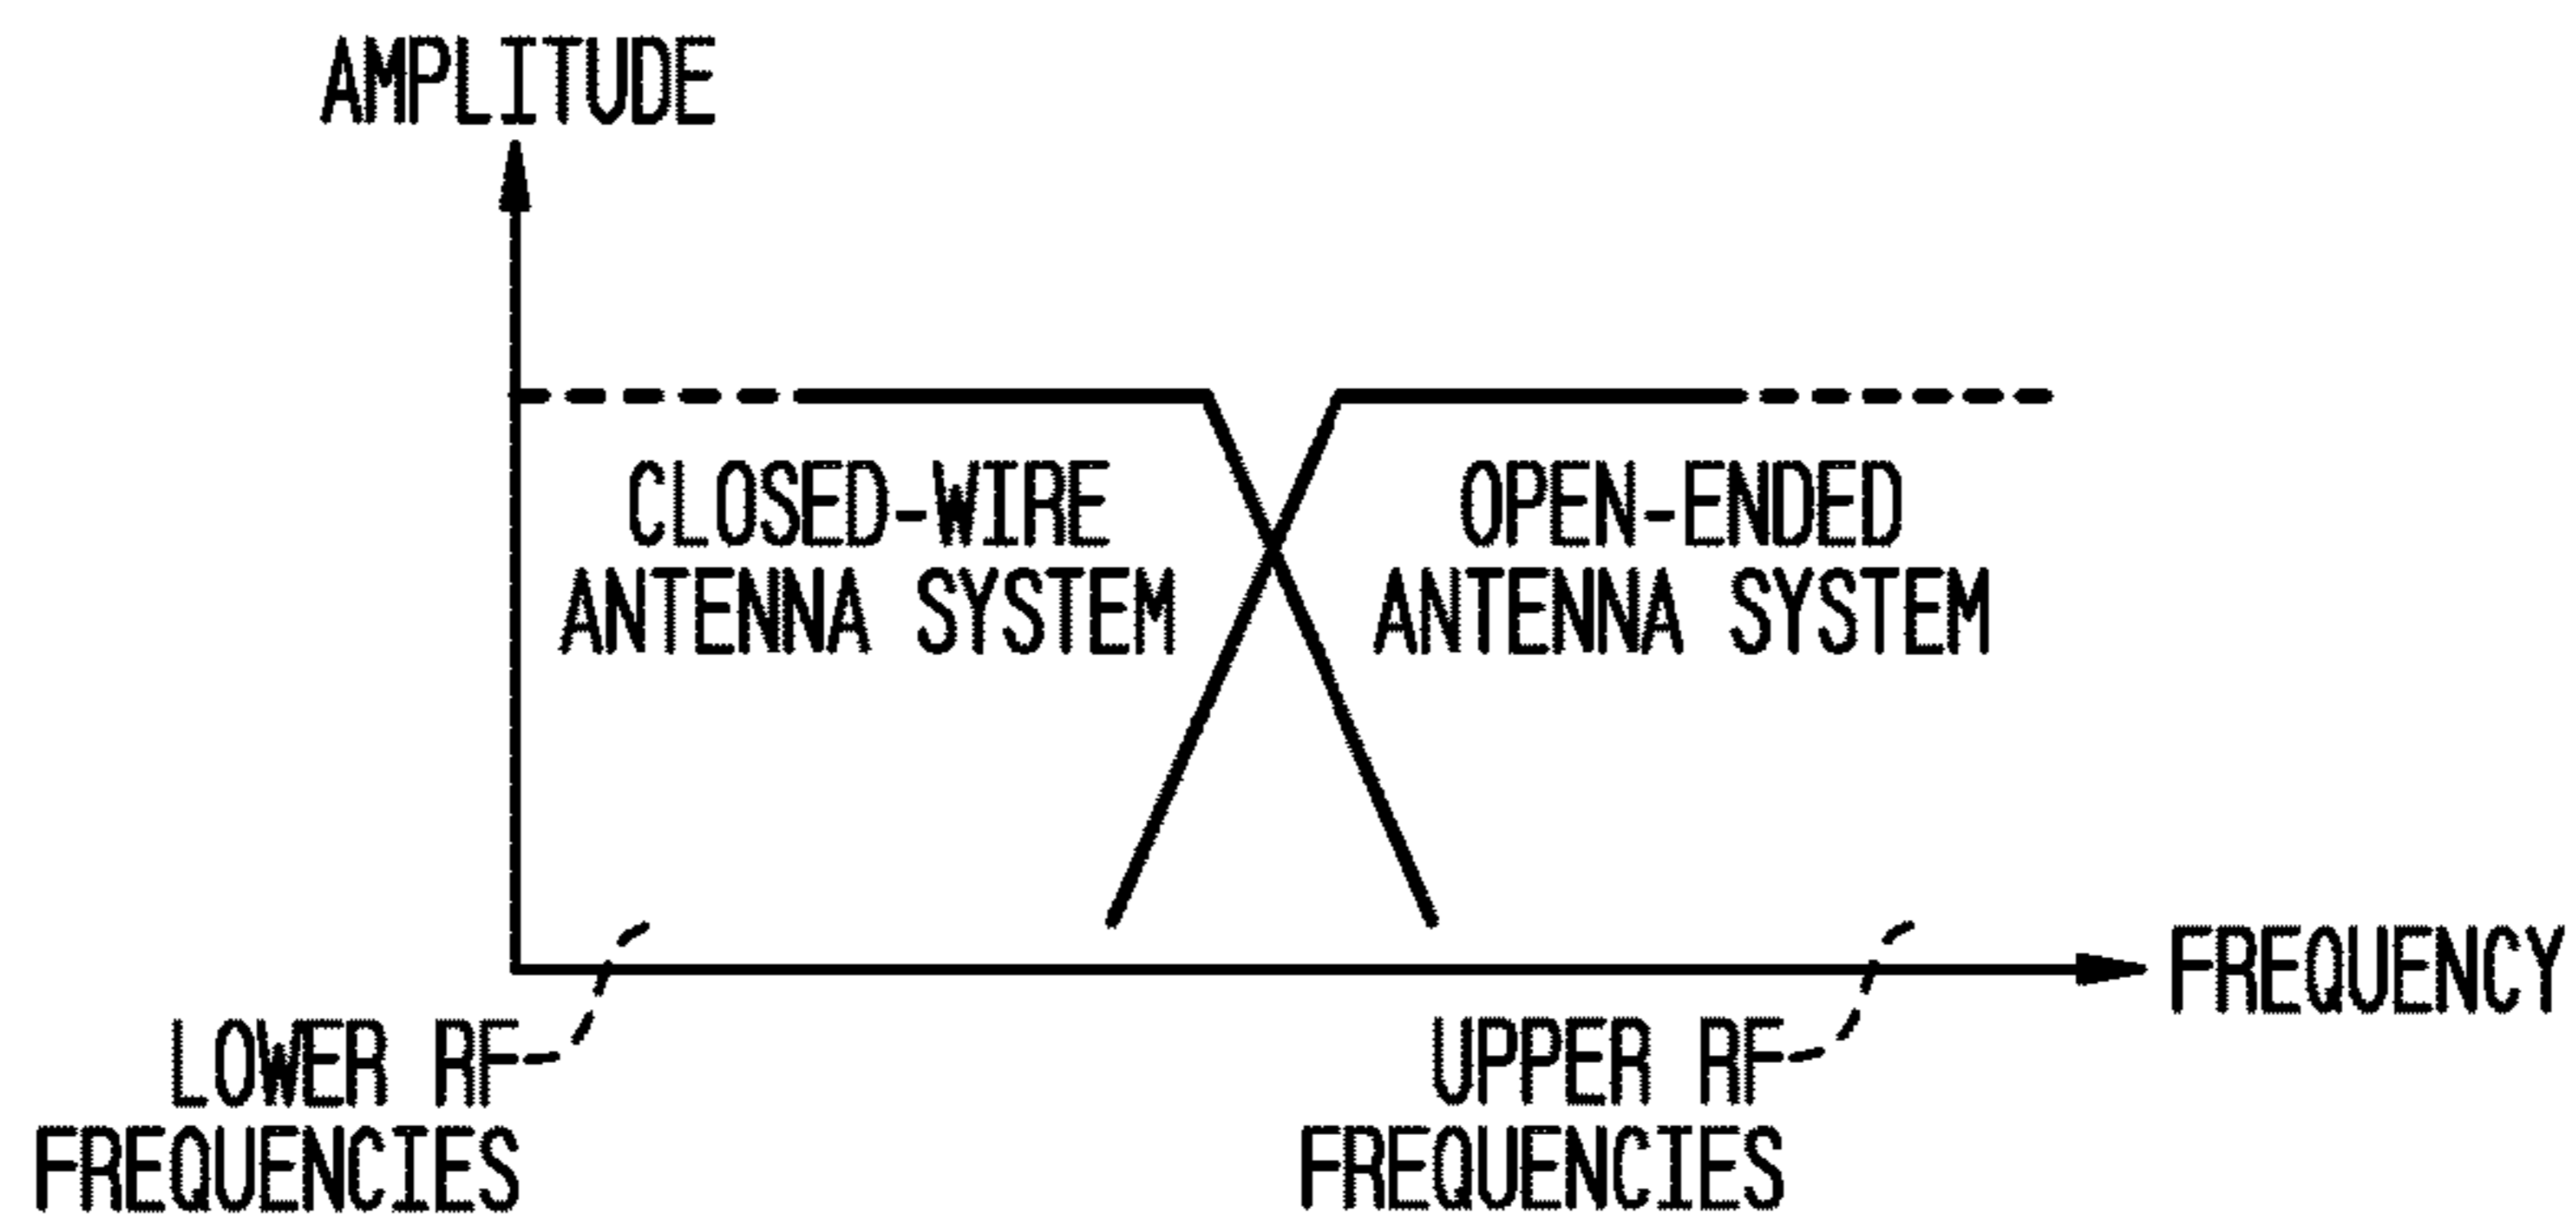 AMPLITUDE
CLOSED-WIRE
ANTENNA SYSTEM
OPEN-ENDED
ANTENNA SYSTEM
FREQUENCY
LOWER RF
FREQUENCIES
UPPER RF
FREQUENCIES